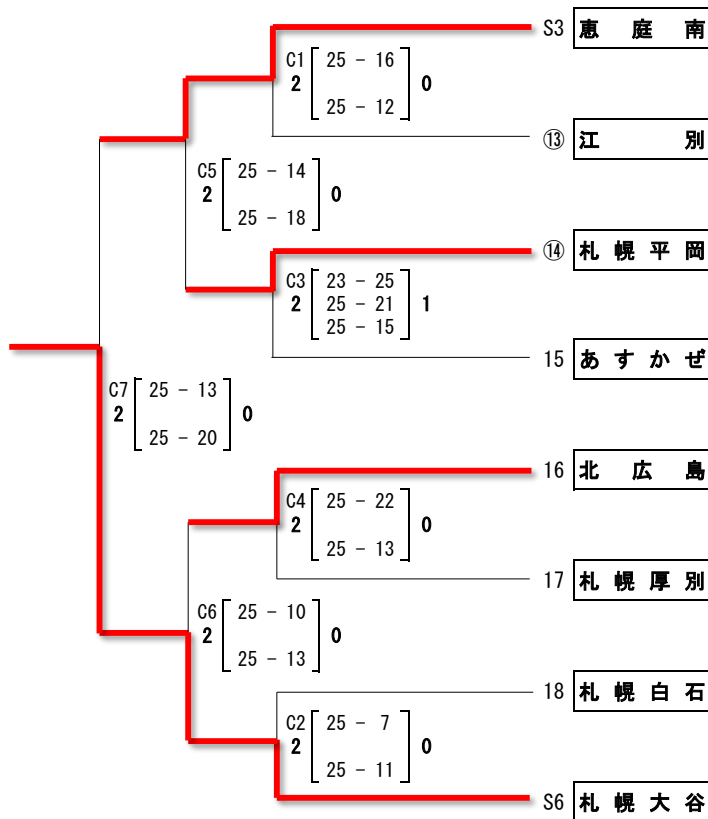 S3 恵庭南
C1 25 - 16
2 0
25 - 12
⑬ 江別
C5 25 - 14
2 0
25 - 18
⑭ 札幌平岡
C3 23 - 25
2 25 - 21 1
25 - 15
15 あすかぜ
C7 25 - 13
2 0
25 - 20
16 北広島
C4 25 - 22
2 0
25 - 13
17 札幌厚別
C6 25 - 10
2 0
25 - 13
18 札幌白石
C2 25 - 7
2 0
25 - 11
S6 札幌大谷